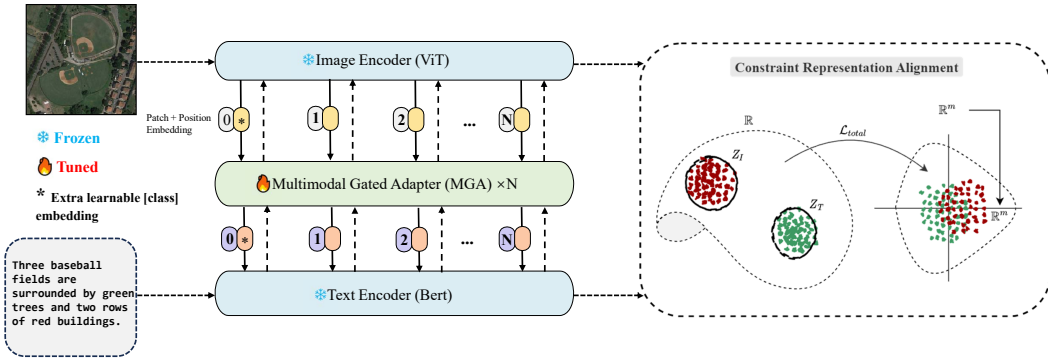 Image Encoder (ViT)
Constraint Representation Alignment
Patch + Position
Embedding
0 * 1 2 ... N
Frozen
Tuned
* Extra learnable [class]
embedding
Multimodal Gated Adapter (MGA) ×N
0 * 1 2 ... N
Text Encoder (Bert)
Three baseball
fields are
surrounded by green
trees and two rows
of red buildings.
ℝ
Z_I
Z_T
ℒ_total
ℝ^m
ℝ^m